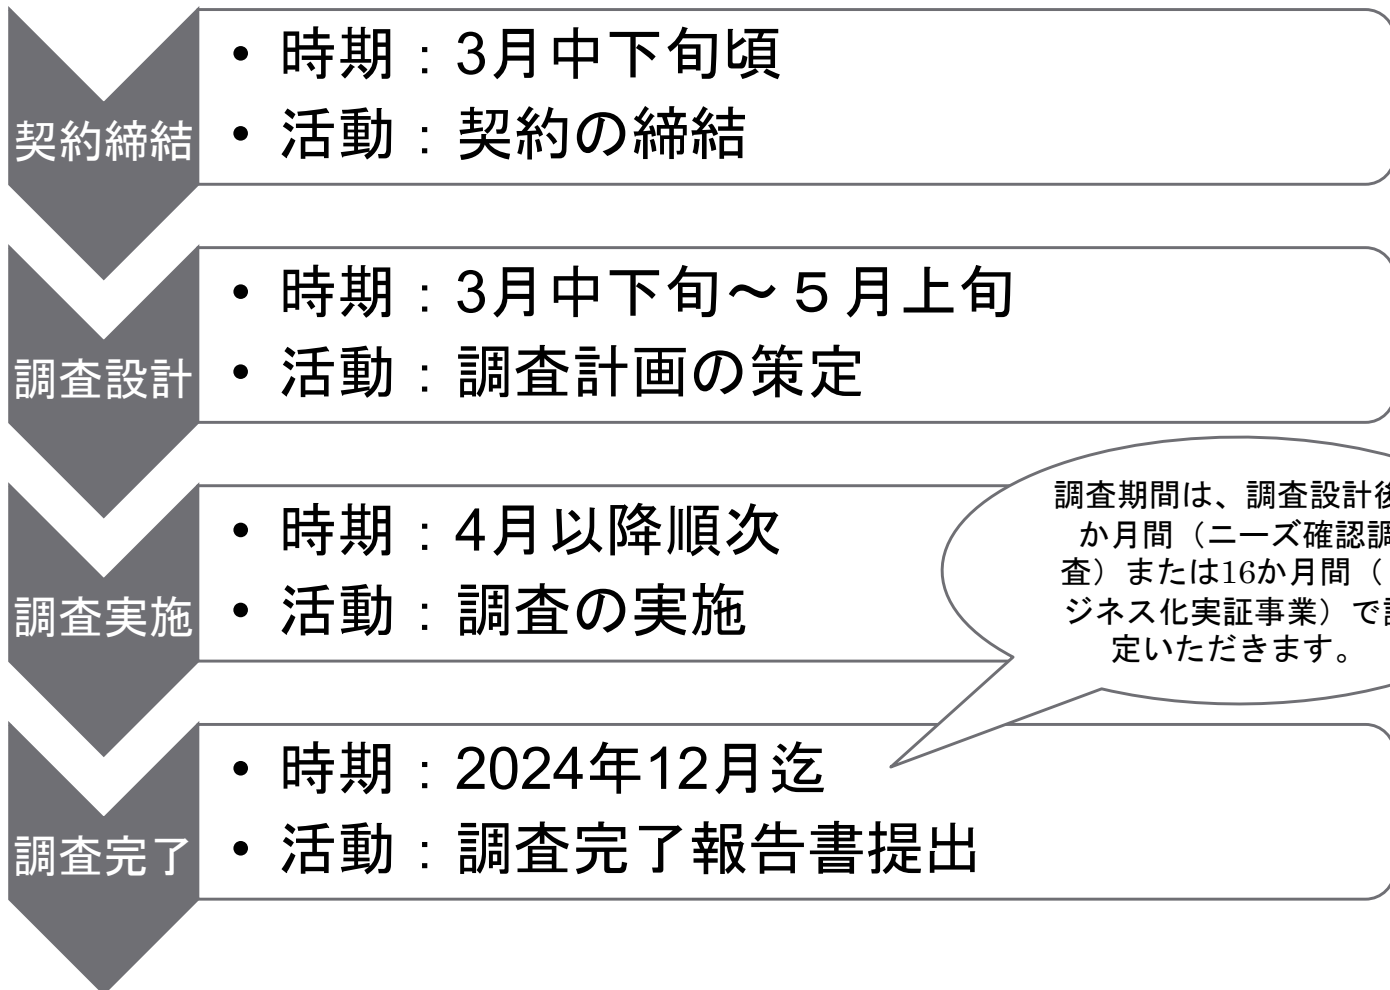 契約締結
• 時期：3月中下旬頃
• 活動：契約の締結
調査設計
• 時期：3月中下旬～５月上旬
• 活動：調査計画の策定
調査実施
• 時期：4月以降順次
• 活動：調査の実施
調査期間は、調査設計後
か月間（ニーズ確認調
査）または16か月間（
ジネス化実証事業）で
定いただきます。
調査完了
• 時期：2024年12月迄
• 活動：調査完了報告書提出